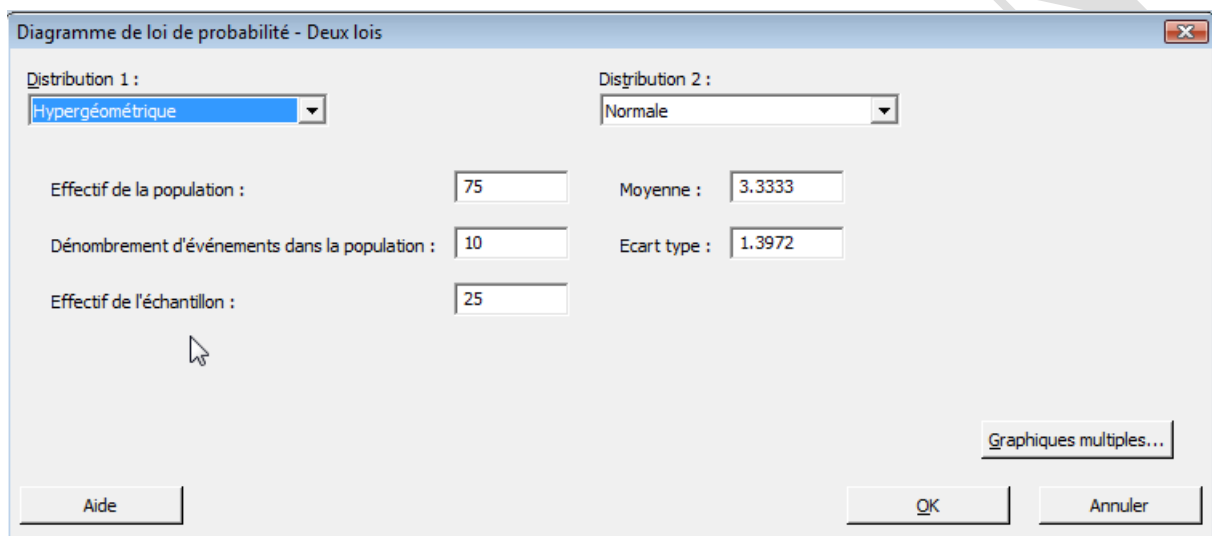 Diagramme de loi de probabilité - Deux lois
Distribution 1 :
Distribution 2 :
Hypergéométrique
Normale
Effectif de la population :
75
Moyenne :
3.3333
Dénombrement d'événements dans la population :
10
Ecart type :
1.3972
Effectif de l'échantillon :
25
Graphiques multiples...
Aide
OK
Annuler